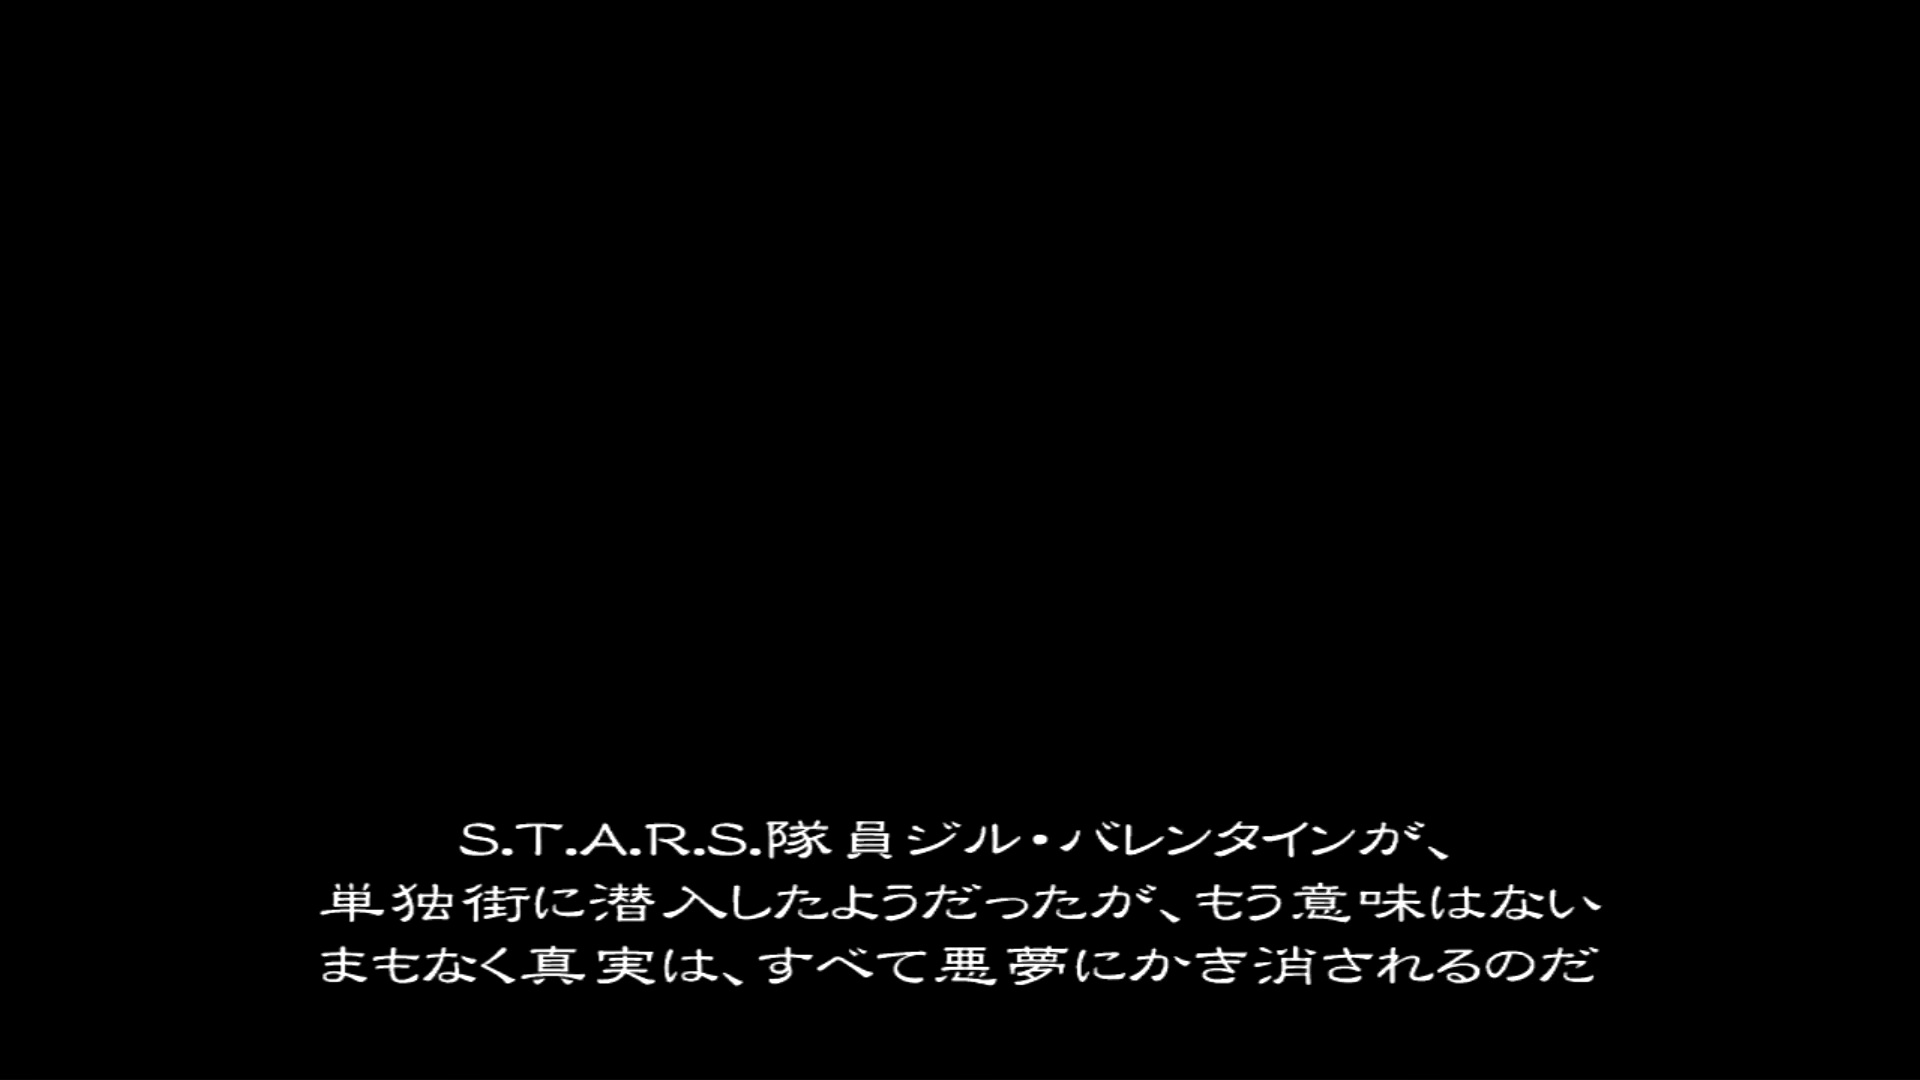 S.T.A.R.S.隊員ジル・バレンタインが、
単独街に潜入したようだったが、もう意味はない
まもなく真実は、すべて悪夢にかき消されるのだ